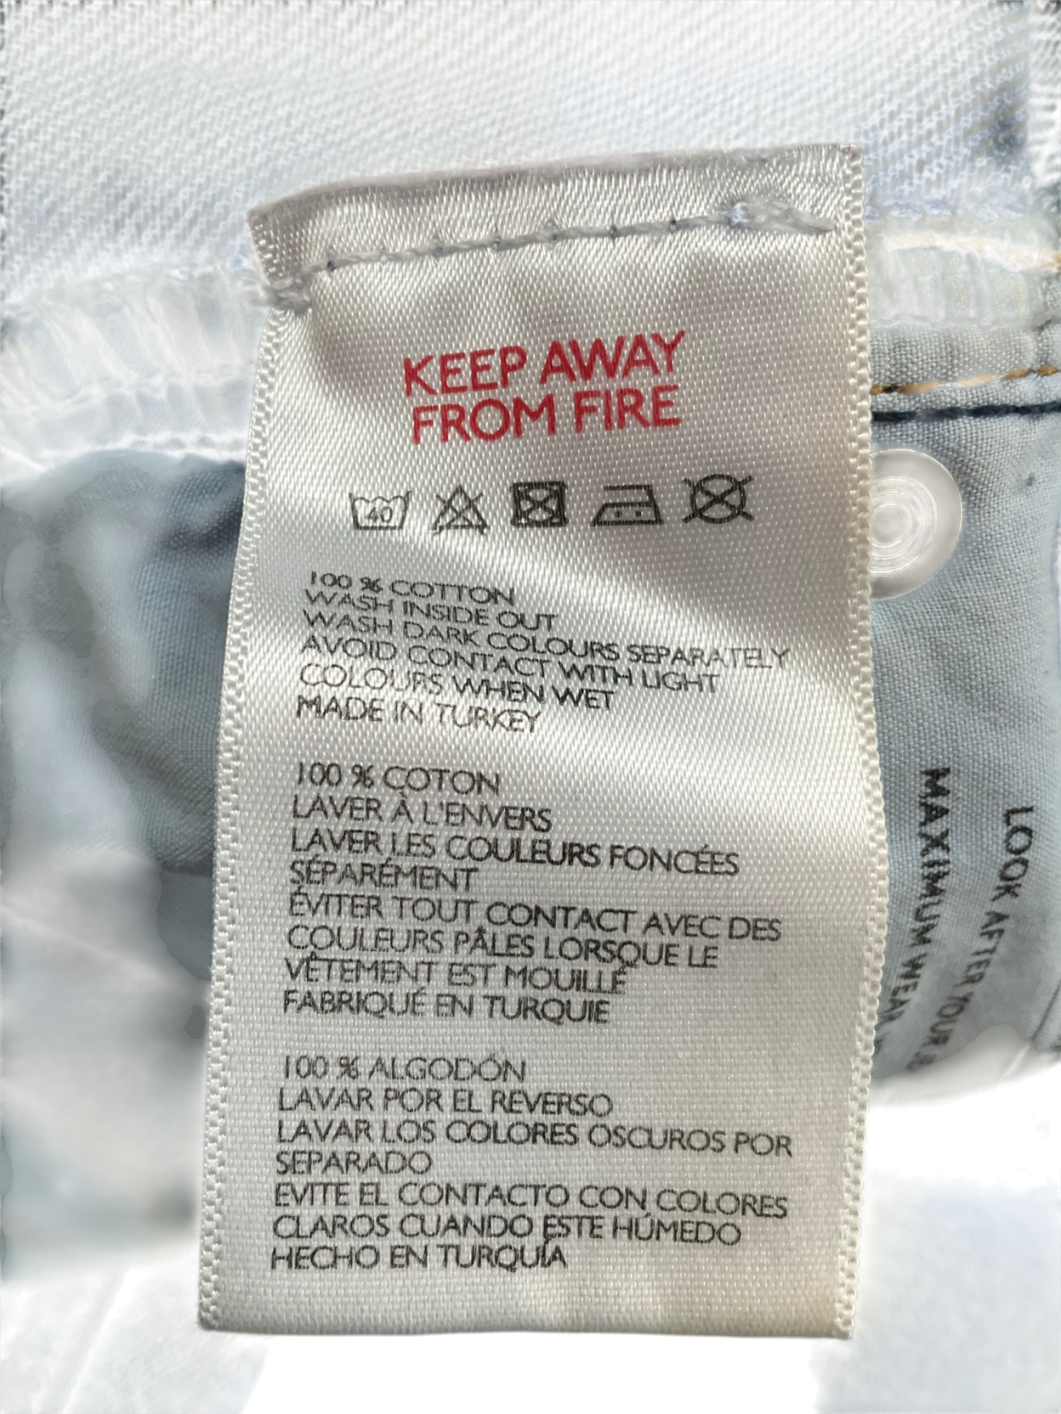 KEEP AWAY
FROM FIRE
40
100 % COTTON
WASH INSIDE OUT
WASH DARK COLOURS SEPARATELY
AVOID CONTACT WITH LIGHT
COLOURS WHEN WET
MADE IN TURKEY
100 % COTON
LAVER À L'ENVERS
LAVER LES COULEURS FONCÉES
SÉPARÉMENT
ÉVITER TOUT CONTACT AVEC DES
COULEURS PÂLES LORSQUE LE
VÊTEMENT EST MOUILLÉ
FABRIQUÉ EN TURQUIE
100 % ALGODÓN
LAVAR POR EL REVERSO
LAVAR LOS COLORES OSCUROS POR
SEPARADO
EVITE EL CONTACTO CON COLORES
CLAROS CUANDO ESTE HÚMEDO
HECHO EN TURQUÍA
LOOK AFTER YOUR
MAXIMUM WEAR